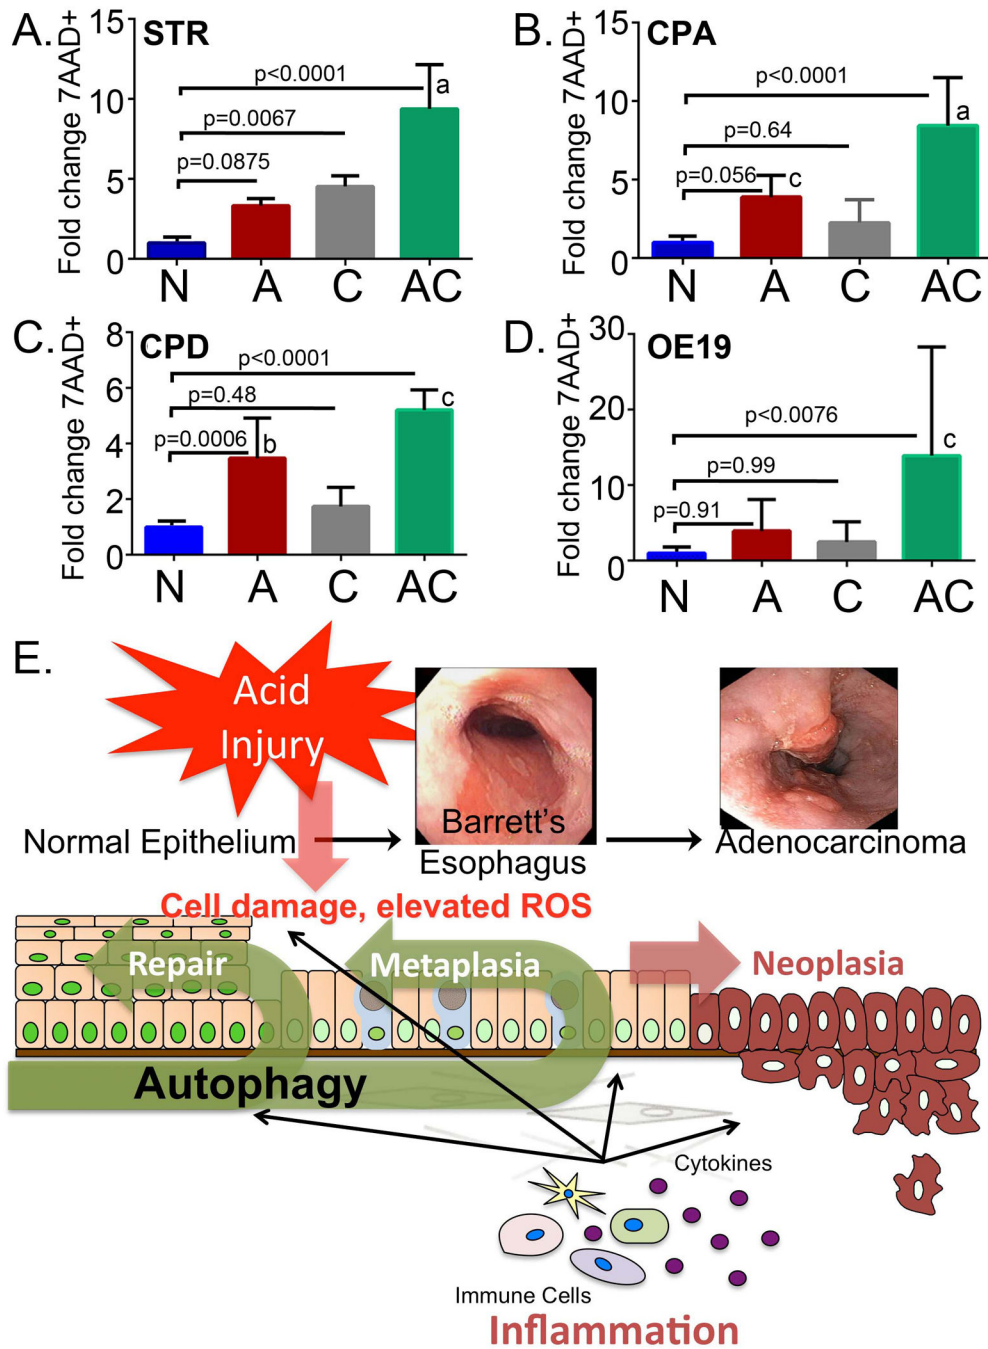 A.
STR
Fold change 7AAD+
15
10
5
0
p<0.0001
p=0.0067
p=0.0875
a
N A C AC
B.
CPA
Fold change 7AAD+
15
10
5
0
p<0.0001
p=0.64
p=0.056
c
a
N A C AC
C.
CPD
Fold change 7AAD+
8
6
4
2
0
p<0.0001
p=0.48
p=0.0006
b
c
N A C AC
D.
OE19
Fold change 7AAD+
30
20
10
0
p<0.0076
p=0.99
p=0.91
c
N A C AC
E.
Acid
Injury
Normal Epithelium
Barrett's
Esophagus
Adenocarcinoma
Cell damage, elevated ROS
Repair
Metaplasia
Neoplasia
Autophagy
Cytokines
Immune Cells
Inflammation